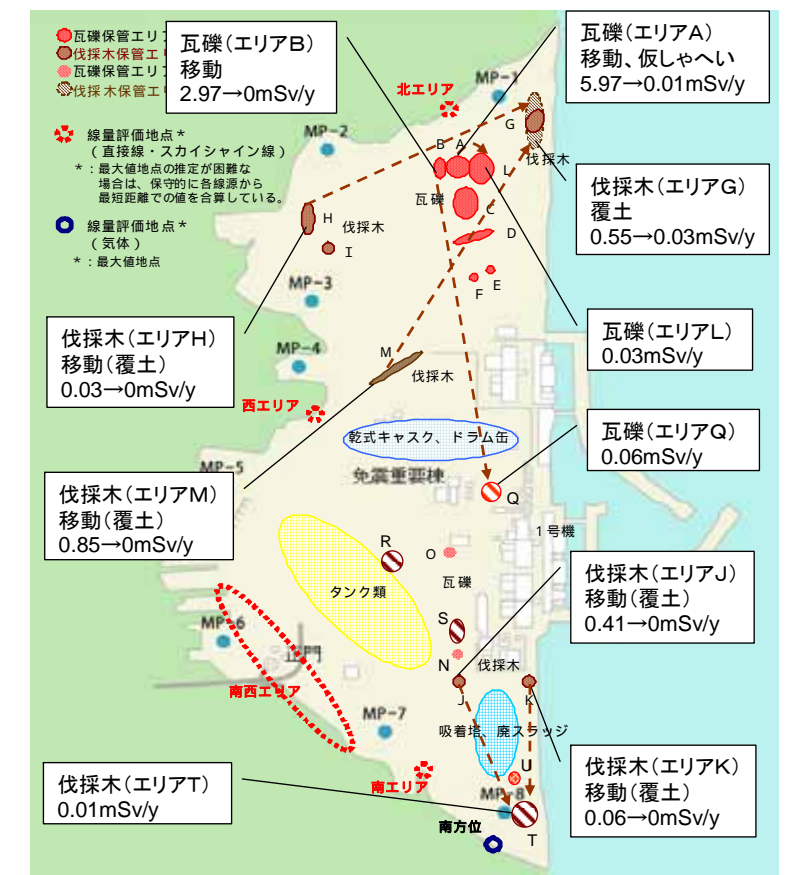 瓦礫保管エリ
伐採木保管エリ
瓦礫保管エリア
伐採木保管エリ
線量評価地点*
(直接線・スカイシャイン線)
*:最大値地点の推定が困難な
場合は、保守的に各線源から
最短距離での値を合算している。
線量評価地点*
(気体)
*:最大値地点
瓦礫(エリアB)
移動
2.97→0mSv/y
瓦礫(エリアA)
移動、仮しゃへい
5.97→0.01mSv/y
北エリア
MP-1
MP-2
G
伐採木
B
A
L
瓦礫
C
D
E
F
H
伐採木
I
伐採木(エリアG)
覆土
0.55→0.03mSv/y
MP-3
伐採木(エリアH)
移動(覆土)
0.03→0mSv/y
瓦礫(エリアL)
0.03mSv/y
MP-4
M
伐採木
西エリア
乾式キャスク、ドラム缶
瓦礫(エリアQ)
0.06mSv/y
MP-5
免震重要棟
Q
伐採木(エリアM)
移動(覆土)
0.85→0mSv/y
1号機
R
O
瓦礫
タンク類
伐採木(エリアJ)
移動(覆土)
0.41→0mSv/y
S
MP-6
正門
N
伐採木
南西エリア
J
K
MP-7
吸着塔、廃スラッジ
南エリア
U
MP-8
伐採木(エリアK)
移動(覆土)
0.06→0mSv/y
伐採木(エリアT)
0.01mSv/y
南方位
T